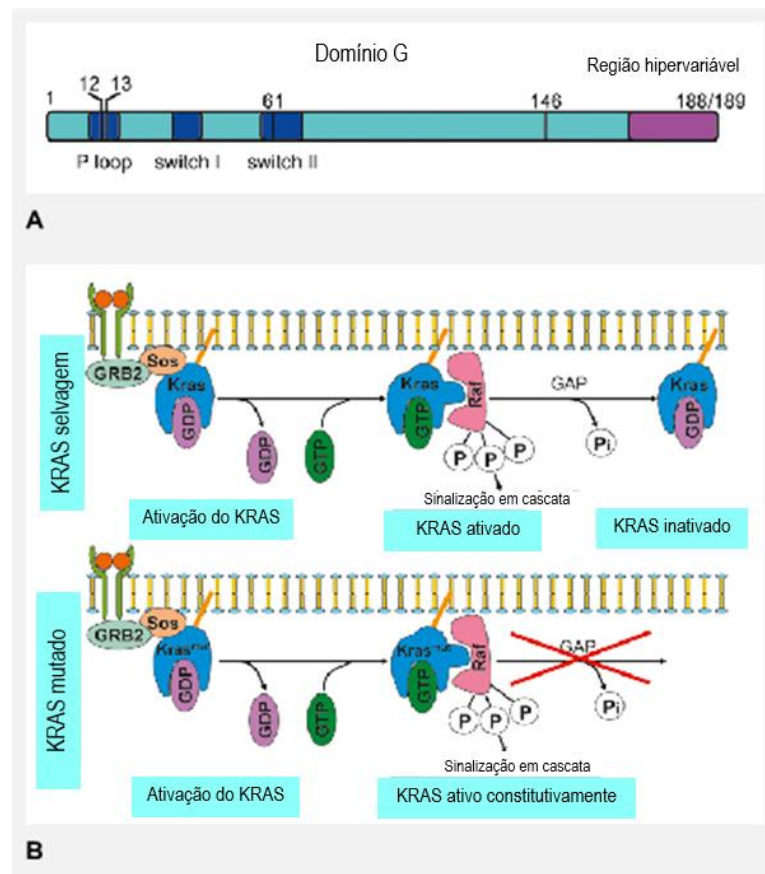 Domínio G
Região hipervariável
12 13
1 61 146 188/189
P loop switch I switch II
A
KRAS selvagem
GRB2 Sos Kras GDP
GDP GTP
Kras GTP Raf
P P P
GAP
Pi
Kras GDP
Sinalização em cascata
Ativação do KRAS
KRAS ativado
KRAS inativado
KRAS mutado
GRB2 Sos Kras GDP
GDP GTP
Kras GTP Raf
P P P
GAP
Pi
Sinalização em cascata
Ativação do KRAS
KRAS ativo constitutivamente
B